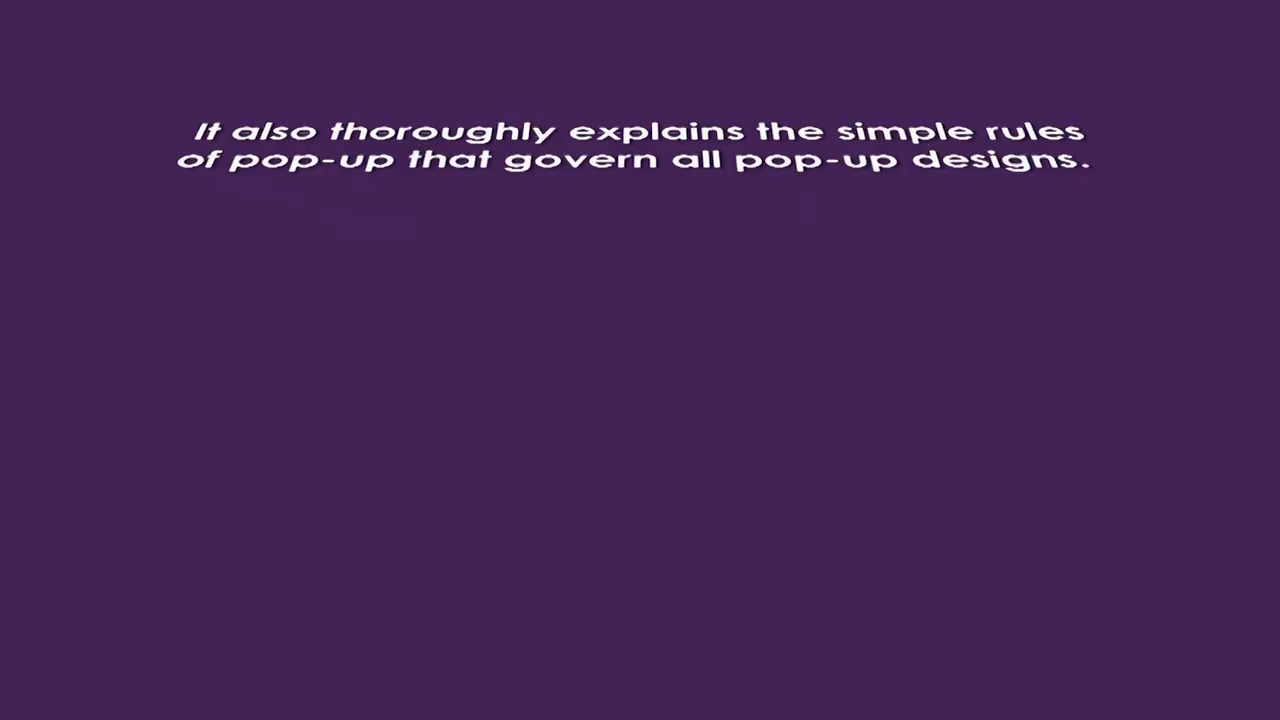 It also thoroughly explains the simple rules
of pop-up that govern all pop-up designs.